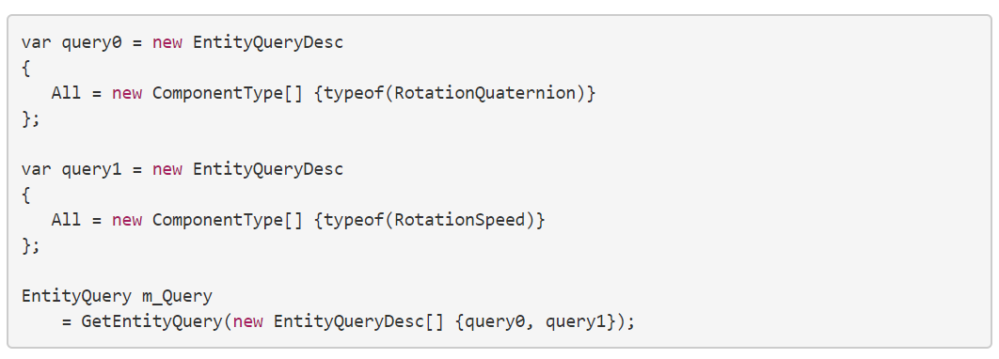 var query0 = new EntityQueryDesc
{
   All = new ComponentType[] {typeof(RotationQuaternion)}
};

var query1 = new EntityQueryDesc
{
   All = new ComponentType[] {typeof(RotationSpeed)}
};

EntityQuery m_Query
    = GetEntityQuery(new EntityQueryDesc[] {query0, query1});